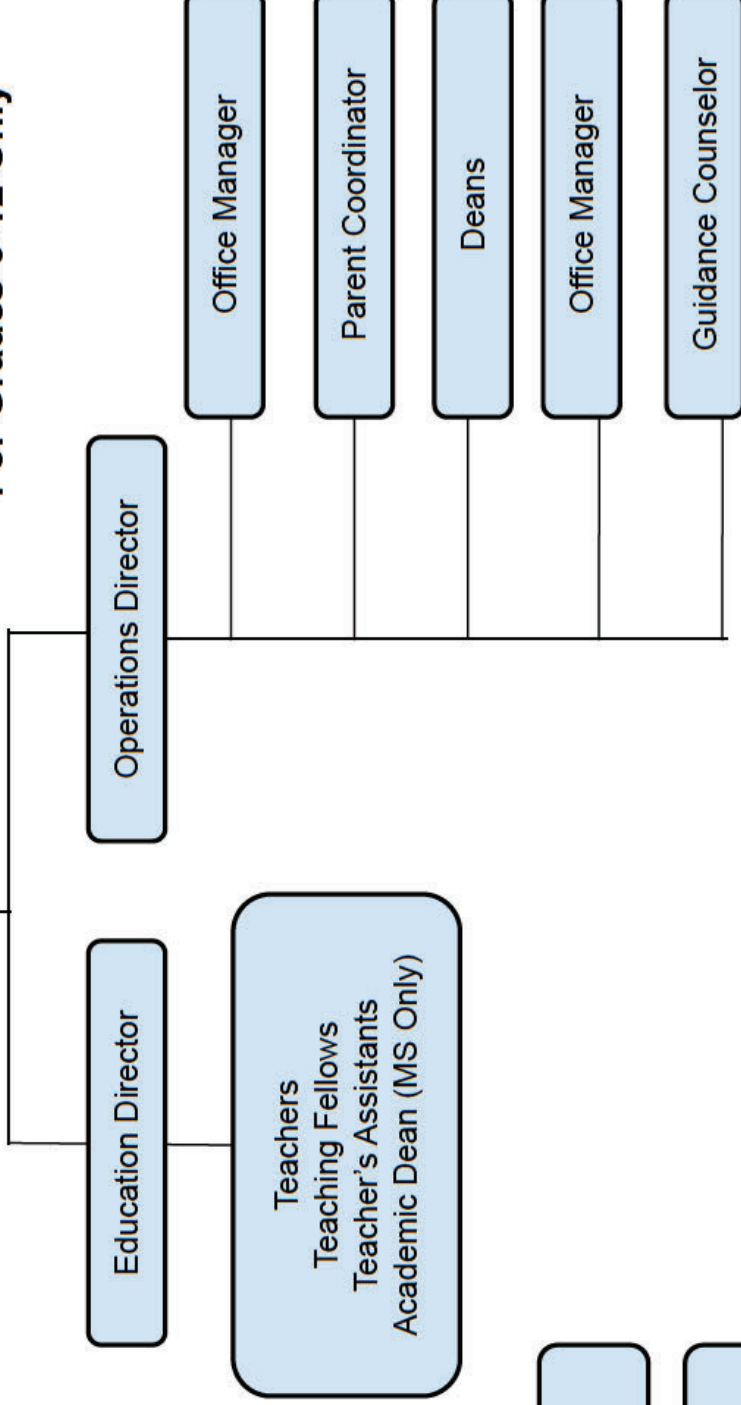 Education Director
Operations Director
Teachers
Teaching Fellows
Teacher's Assistants
Academic Dean (MS Only)
Office Manager
Parent Coordinator
Deans
Office Manager
Guidance Counselor